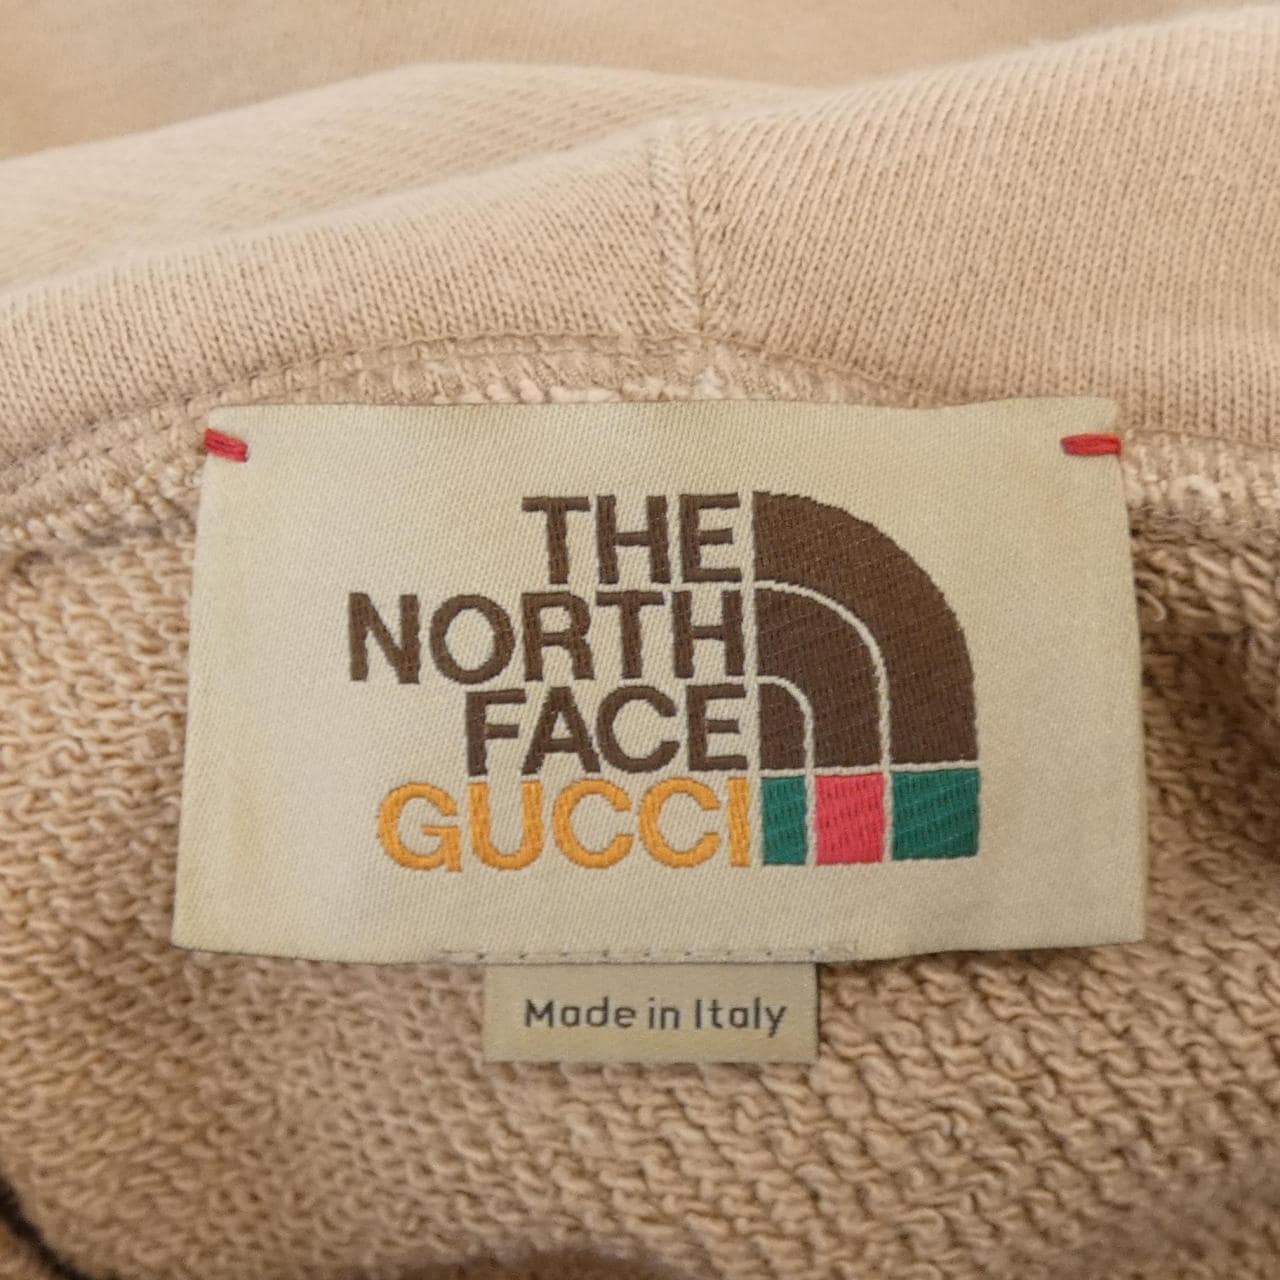 THE
NORTH
FACE
GUCCI
Made in Italy